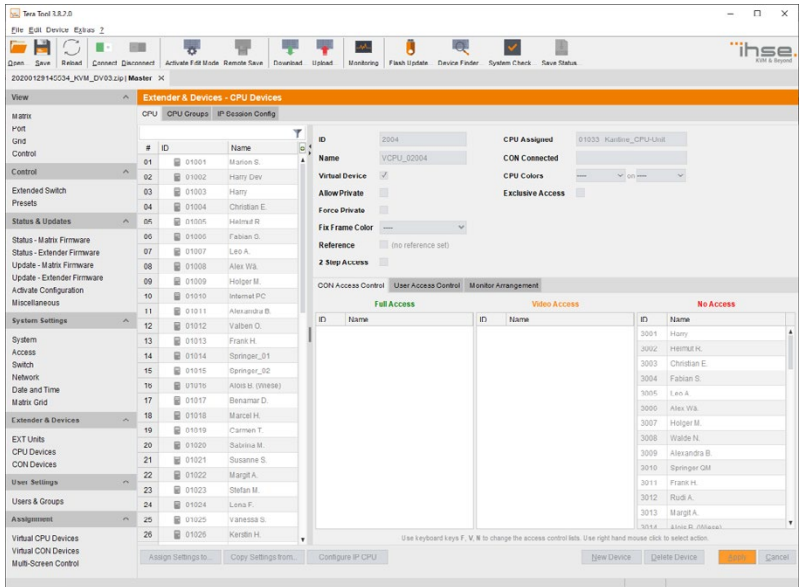 Tera Tool 3.8.2.0
File Edit Device Extras ?
Open... Save Reload Connect Disconnect Activate Edit Mode Remote Save Download... Upload... Monitoring Flash Update... Device Finder... System Check... Save Status...
ihse
KVM & Beyond
20200129145534_KVM_DV03.zip | Master ×
View
Matrix
Port
Grid
Control
Control
Extended Switch
Presets
Status & Updates
Status - Matrix Firmware
Status - Extender Firmware
Update - Matrix Firmware
Update - Extender Firmware
Activate Configuration
Miscellaneous
System Settings
System
Access
Switch
Network
Date and Time
Matrix Grid
Extender & Devices
EXT Units
CPU Devices
CON Devices
User Settings
Users & Groups
Assignment
Virtual CPU Devices
Virtual CON Devices
Multi-Screen Control
Extender & Devices - CPU Devices
CPU CPU Groups IP Session Config
# ID Name
01 01001 Marion S.
02 01002 Harry Dev
03 01003 Harry
04 01004 Christian E.
05 01005 Helmut R.
06 01006 Fabian G.
07 01007 Leo A.
08 01008 Alex Wä.
09 01009 Holger M.
10 01010 Internet PC
11 01011 Alexandra B.
12 01012 Valben O.
13 01013 Frank H.
14 01014 Springer_01
15 01015 Springer_02
16 01016 Alois B. (Wiese)
17 01017 Benamar D.
18 01018 Marcel H.
19 01019 Carmen T.
20 01020 Sabrina M.
21 01021 Susanne S.
22 01022 Margit A.
23 01023 Stefan M.
24 01024 Lena F.
25 01025 Vanessa S.
26 01026 Kerstin H.
ID 2004
Name VCPU_02004
Virtual Device
Allow Private
Force Private
Fix Frame Color
Reference (no reference set)
2 Step Access
CPU Assigned 01033 Kantine_CPU-Unit
CON Connected
CPU Colors on
Exclusive Access
CON Access Control User Access Control Monitor Arrangement
Full Access Video Access No Access
ID Name ID Name ID Name
3001 Harry
3002 Helmut R.
3003 Christian E.
3004 Fabian S.
3005 Leo A.
3006 Alex Wä.
3007 Holger M.
3008 Walde N.
3009 Alexandra B.
3010 Springer GM
3011 Frank H.
3012 Rudi A.
3013 Margit A.
3014 Alois B. (Wiese)
Use keyboard keys F, V, N to change the access control lists. Use right hand mouse click to select action.
Assign Settings to... Copy Settings from... Configure IP CPU New Device Delete Device Apply Cancel